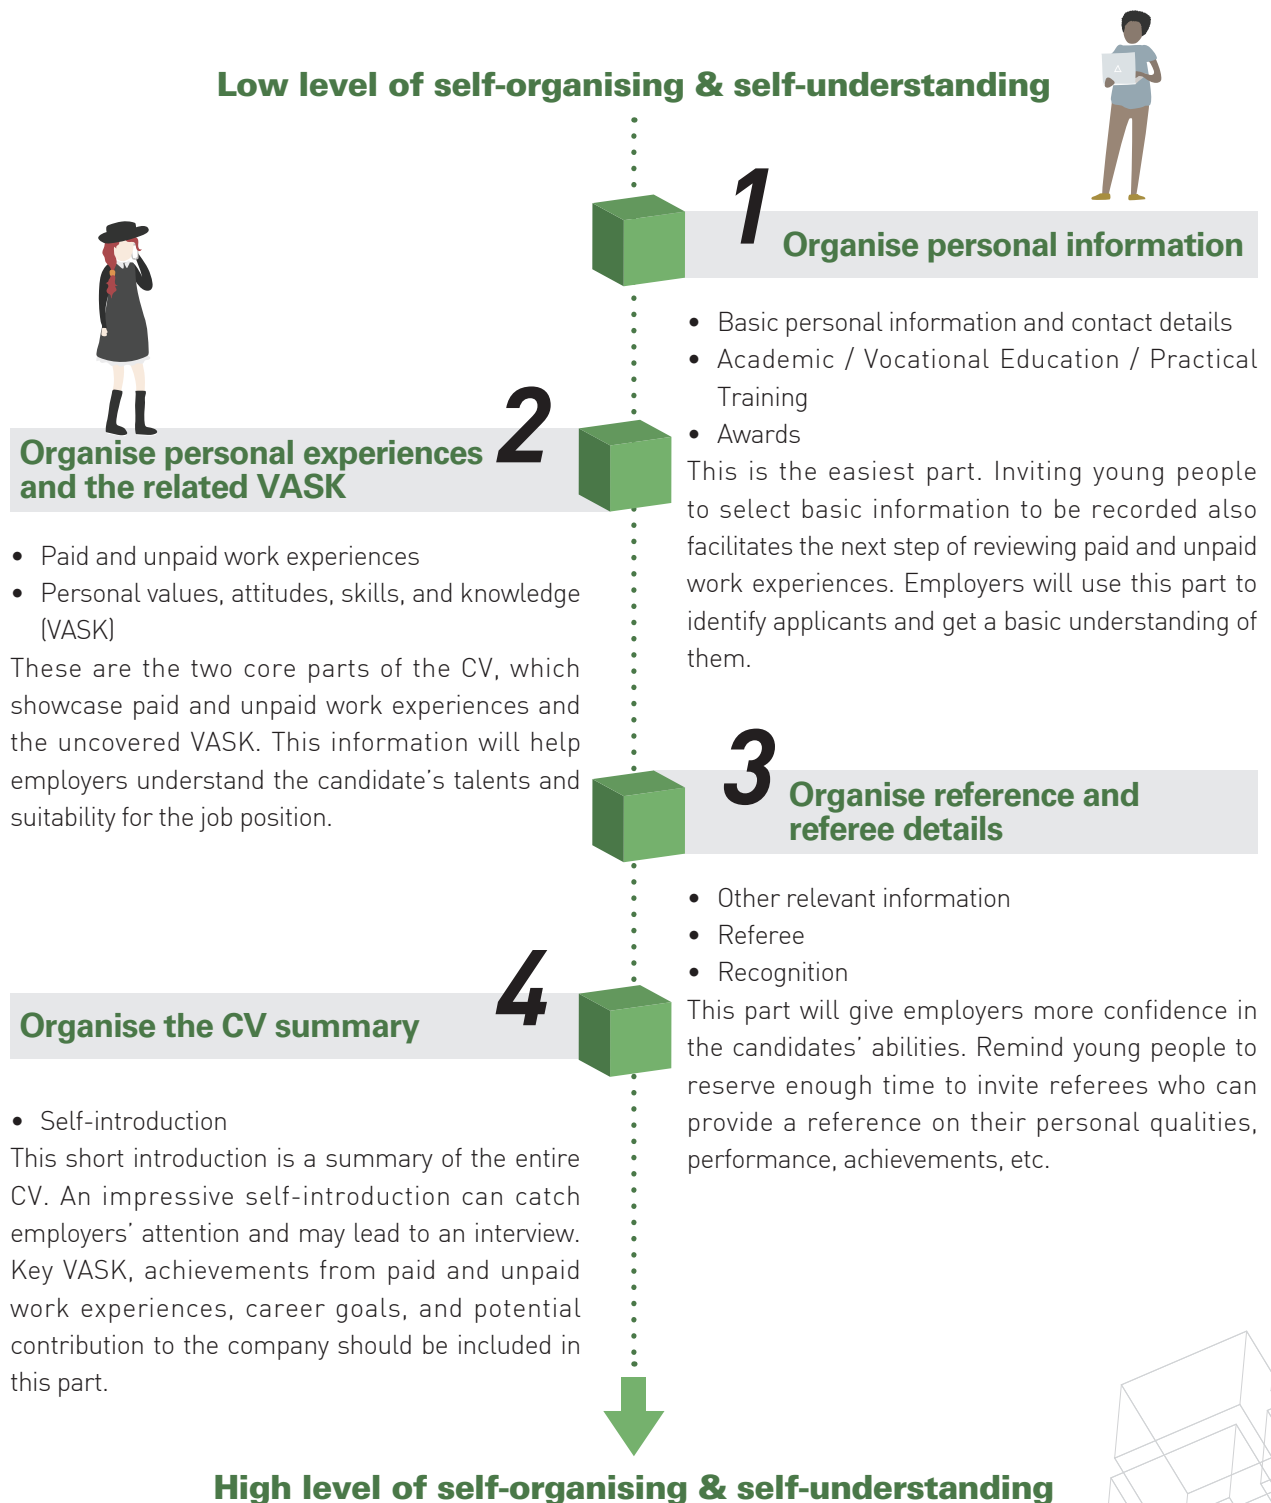 Low level of self-organising & self-understanding
1
Organise personal information
• Basic personal information and contact details
• Academic / Vocational Education / Practical
Training
• Awards
This is the easiest part. Inviting young people
to select basic information to be recorded also
facilitates the next step of reviewing paid and unpaid
work experiences. Employers will use this part to
identify applicants and get a basic understanding of
them.
2
Organise personal experiences
and the related VASK
• Paid and unpaid work experiences
• Personal values, attitudes, skills, and knowledge
(VASK)
These are the two core parts of the CV, which
showcase paid and unpaid work experiences and
the uncovered VASK. This information will help
employers understand the candidate’s talents and
suitability for the job position.
3
Organise reference and
referee details
• Other relevant information
• Referee
• Recognition
This part will give employers more confidence in
the candidates’ abilities. Remind young people to
reserve enough time to invite referees who can
provide a reference on their personal qualities,
performance, achievements, etc.
4
Organise the CV summary
• Self-introduction
This short introduction is a summary of the entire
CV. An impressive self-introduction can catch
employers’ attention and may lead to an interview.
Key VASK, achievements from paid and unpaid
work experiences, career goals, and potential
contribution to the company should be included in
this part.
High level of self-organising & self-understanding